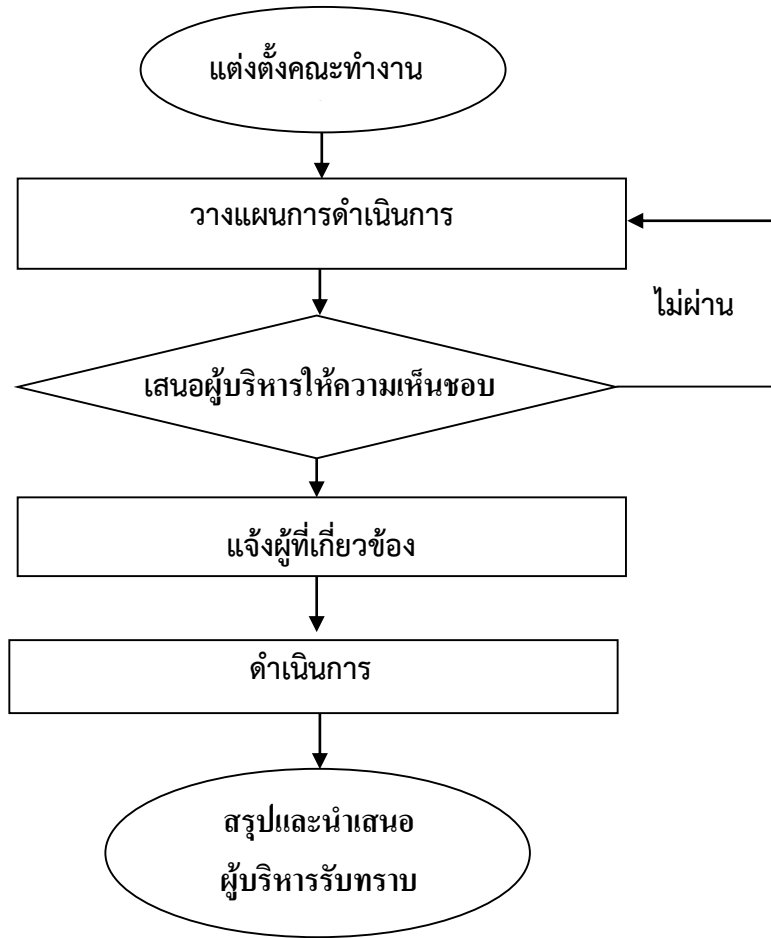 แต่งตั้งคณะทำงาน
วางแผนการดำเนินการ
ไม่ผ่าน
เสนอผู้บริหารให้ความเห็นชอบ
แจ้งผู้ที่เกี่ยวข้อง
ดำเนินการ
สรุปและนำเสนอ
ผู้บริหารรับทราบ